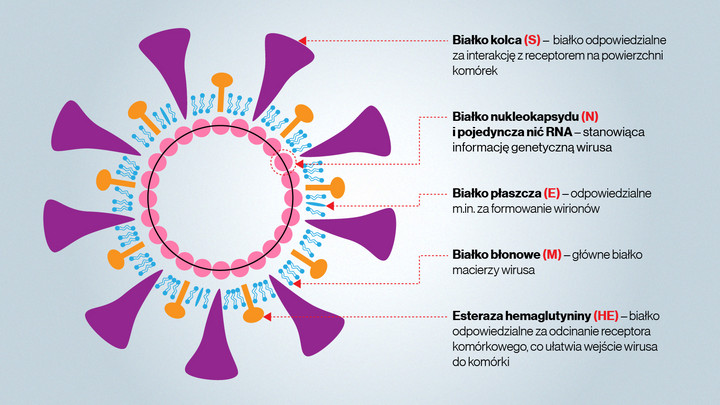 Białko kolca (S) – białko odpowiedzialne
za interakcję z receptorem na powierzchni
komórek
Białko nukleokapsydu (N)
i pojedyncza nić RNA – stanowiąca
informację genetyczną wirusa
Białko płaszcza (E) – odpowiedzialne
m.in. za formowanie wirionów
Białko błonowe (M) – główne białko
macierzy wirusa
Esteraza hemaglutyniny (HE) – białko
odpowiedzialne za odcinanie receptora
komórkowego, co ułatwia wejście wirusa
do komórki